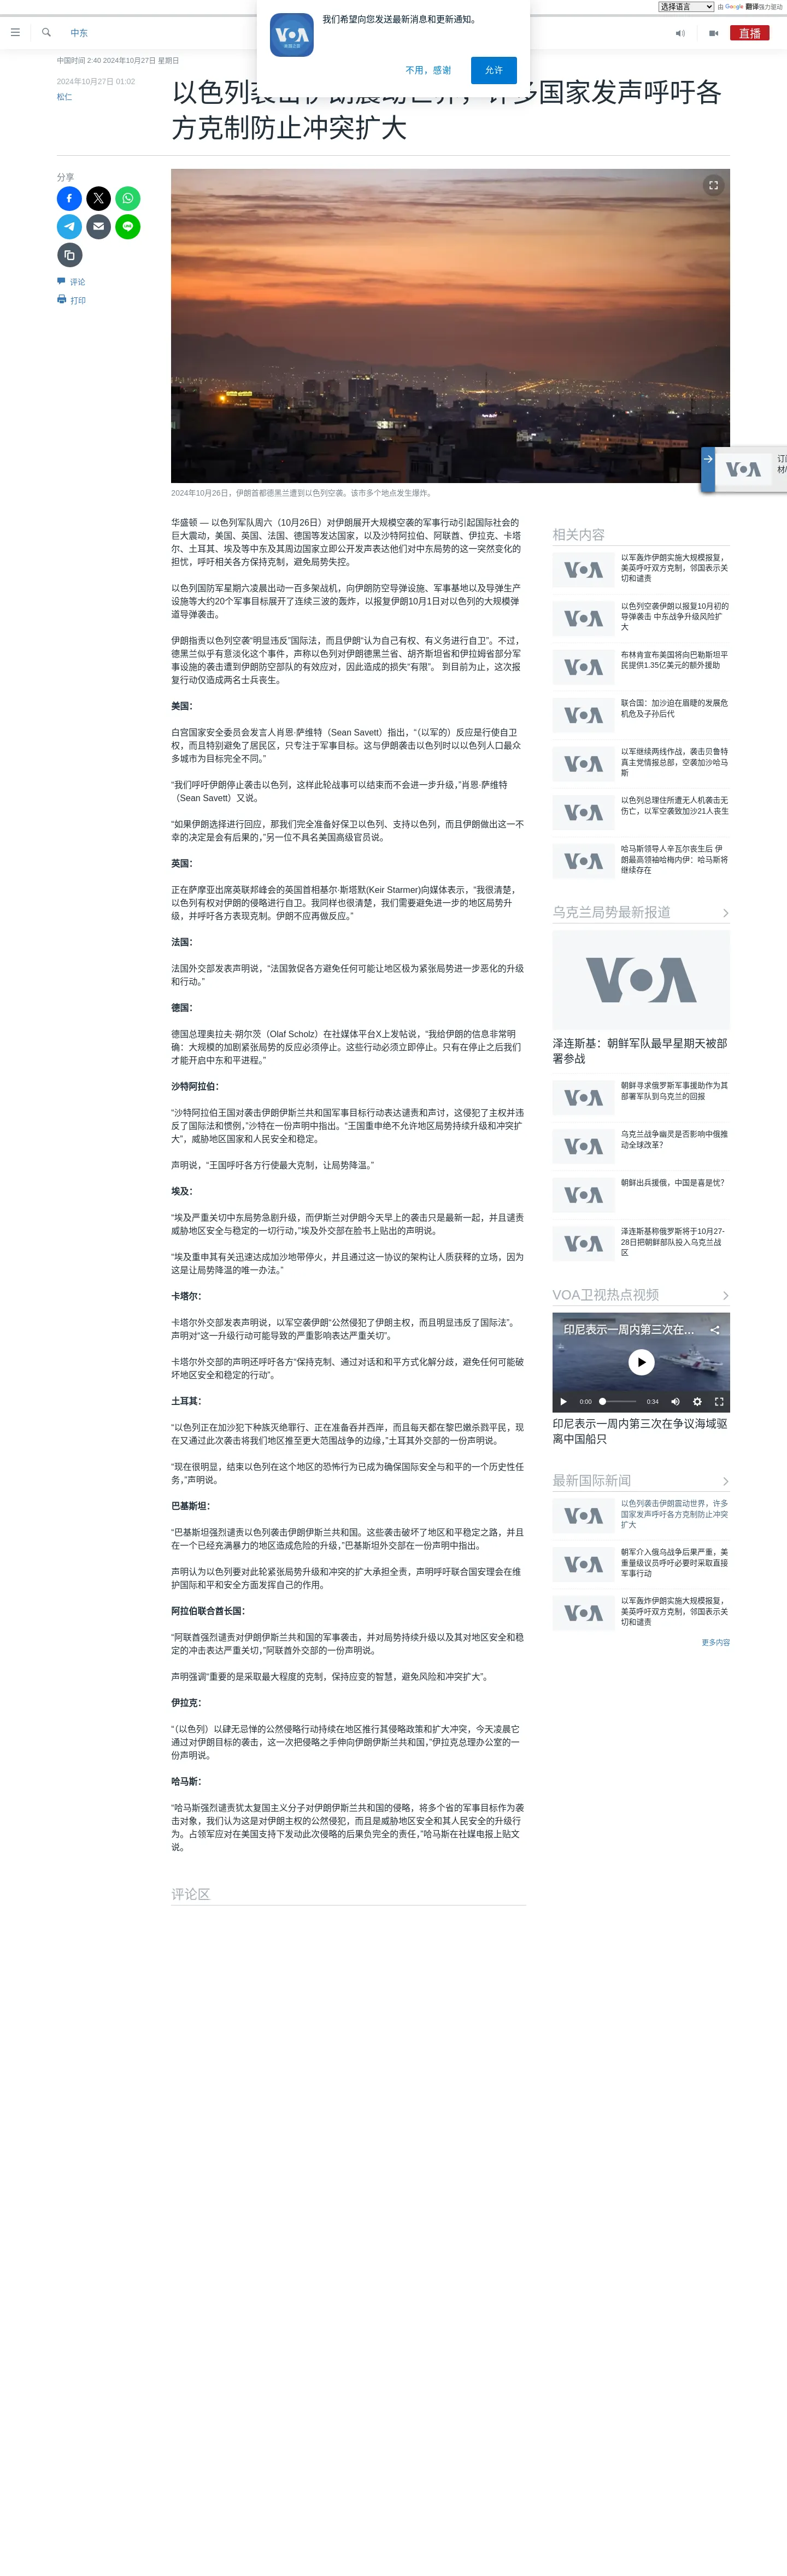 选择语言
由 Google 翻译强力驱动
我们希望向您发送最新消息和更新通知。
不用，感谢
允许
中东
直播
中国时间 2:40 2024年10月27日 星期日
2024年10月27日 01:02
松仁
以色列袭击伊朗震动世界，许多国家发声呼吁各
方克制防止冲突扩大
分享
评论
打印
2024年10月26日，伊朗首都德黑兰遭到以色列空袭。该市多个地点发生爆炸。
华盛顿 — 以色列军队周六（10月26日）对伊朗展开大规模空袭的军事行动引起国际社会的
巨大震动，美国、英国、法国、德国等发达国家，以及沙特阿拉伯、阿联酋、伊拉克、卡塔
尔、土耳其、埃及等中东及其周边国家立即公开发声表达他们对中东局势的这一突然变化的
担忧，呼吁相关各方保持克制，避免局势失控。
以色列国防军星期六凌晨出动一百多架战机，向伊朗防空导弹设施、军事基地以及导弹生产
设施等大约20个军事目标展开了连续三波的轰炸，以报复伊朗10月1日对以色列的大规模弹
道导弹袭击。
伊朗指责以色列空袭“明显违反”国际法，而且伊朗“认为自己有权、有义务进行自卫”。不过，
德黑兰似乎有意淡化这个事件，声称以色列对伊朗德黑兰省、胡齐斯坦省和伊拉姆省部分军
事设施的袭击遭到伊朗防空部队的有效应对，因此造成的损失“有限”。 到目前为止，这次报
复行动仅造成两名士兵丧生。
美国：
白宫国家安全委员会发言人肖恩·萨维特（Sean Savett）指出，“（以军的）反应是行使自卫
权，而且特别避免了居民区，只专注于军事目标。这与伊朗袭击以色列时以以色列人口最众
多城市为目标完全不同。”
“我们呼吁伊朗停止袭击以色列，这样此轮战事可以结束而不会进一步升级，”肖恩·萨维特
（Sean Savett）又说。
“如果伊朗选择进行回应，那我们完全准备好保卫以色列、支持以色列，而且伊朗做出这一不
幸的决定是会有后果的，”另一位不具名美国高级官员说。
英国：
正在萨摩亚出席英联邦峰会的英国首相基尔·斯塔默(Keir Starmer)向媒体表示，“我很清楚，
以色列有权对伊朗的侵略进行自卫。我同样也很清楚，我们需要避免进一步的地区局势升
级，并呼吁各方表现克制。伊朗不应再做反应。”
法国：
法国外交部发表声明说，“法国敦促各方避免任何可能让地区极为紧张局势进一步恶化的升级
和行动。”
德国：
德国总理奥拉夫·朔尔茨（Olaf Scholz）在社媒体平台X上发帖说，“我给伊朗的信息非常明
确：大规模的加剧紧张局势的反应必须停止。这些行动必须立即停止。只有在停止之后我们
才能开启中东和平进程。”
沙特阿拉伯：
“沙特阿拉伯王国对袭击伊朗伊斯兰共和国军事目标行动表达谴责和声讨，这侵犯了主权并违
反了国际法和惯例，”沙特在一份声明中指出。“王国重申绝不允许地区局势持续升级和冲突扩
大”，威胁地区国家和人民安全和稳定。
声明说，“王国呼吁各方行使最大克制，让局势降温。”
埃及：
“埃及严重关切中东局势急剧升级，而伊斯兰对伊朗今天早上的袭击只是最新一起，并且谴责
威胁地区安全与稳定的一切行动，”埃及外交部在脸书上贴出的声明说。
“埃及重申其有关迅速达成加沙地带停火，并且通过这一协议的架构让人质获释的立场，因为
这是让局势降温的唯一办法。”
卡塔尔：
卡塔尔外交部发表声明说，以军空袭伊朗“公然侵犯了伊朗主权，而且明显违反了国际法”。
声明对“这一升级行动可能导致的严重影响表达严重关切”。
卡塔尔外交部的声明还呼吁各方“保持克制、通过对话和和平方式化解分歧，避免任何可能破
坏地区安全和稳定的行动”。
土耳其：
“以色列正在加沙犯下种族灭绝罪行、正在准备吞并西岸，而且每天都在黎巴嫩杀戮平民，现
在又通过此次袭击将我们地区推至更大范围战争的边缘，”土耳其外交部的一份声明说。
“现在很明显，结束以色列在这个地区的恐怖行为已成为确保国际安全与和平的一个历史性任
务，”声明说。
巴基斯坦：
“巴基斯坦强烈谴责以色列袭击伊朗伊斯兰共和国。这些袭击破坏了地区和平稳定之路，并且
在一个已经充满暴力的地区造成危险的升级，”巴基斯坦外交部在一份声明中指出。
声明认为以色列要对此轮紧张局势升级和冲突的扩大承担全责，声明呼吁联合国安理会在维
护国际和平和安全方面发挥自己的作用。
阿拉伯联合酋长国：
“阿联酋强烈谴责对伊朗伊斯兰共和国的军事袭击，并对局势持续升级以及其对地区安全和稳
定的冲击表达严重关切，”阿联酋外交部的一份声明说。
声明强调“重要的是采取最大程度的克制，保持应变的智慧，避免风险和冲突扩大”。
伊拉克：
“（以色列）以肆无忌惮的公然侵略行动持续在地区推行其侵略政策和扩大冲突，今天凌晨它
通过对伊朗目标的袭击，这一次把侵略之手伸向伊朗伊斯兰共和国，”伊拉克总理办公室的一
份声明说。
哈马斯：
“哈马斯强烈谴责犹太复国主义分子对伊朗伊斯兰共和国的侵略，将多个省的军事目标作为袭
击对象，我们认为这是对伊朗主权的公然侵犯，而且是威胁地区安全和其人民安全的升级行
为。占领军应对在美国支持下发动此次侵略的后果负完全的责任，”哈马斯在社媒电报上贴文
说。
评论区
相关内容
以军轰炸伊朗实施大规模报复，
美英呼吁双方克制，邻国表示关
切和谴责
以色列空袭伊朗以报复10月初的
导弹袭击 中东战争升级风险扩
大
布林肯宣布美国将向巴勒斯坦平
民提供1.35亿美元的额外援助
联合国：加沙迫在眉睫的发展危
机危及子孙后代
以军继续两线作战，袭击贝鲁特
真主党情报总部，空袭加沙哈马
斯
以色列总理住所遭无人机袭击无
伤亡，以军空袭致加沙21人丧生
哈马斯领导人辛瓦尔丧生后 伊
朗最高领袖哈梅内伊：哈马斯将
继续存在
乌克兰局势最新报道
泽连斯基：朝鲜军队最早星期天被部
署参战
朝鲜寻求俄罗斯军事援助作为其
部署军队到乌克兰的回报
乌克兰战争幽灵是否影响中俄推
动全球改革？
朝鲜出兵援俄，中国是喜是忧？
泽连斯基称俄罗斯将于10月27-
28日把朝鲜部队投入乌克兰战
区
VOA卫视热点视频
印尼表示一周内第三次在…
0:00
0:34
印尼表示一周内第三次在争议海域驱
离中国船只
最新国际新闻
以色列袭击伊朗震动世界，许多
国家发声呼吁各方克制防止冲突
扩大
朝军介入俄乌战争后果严重，美
重量级议员呼吁必要时采取直接
军事行动
以军轰炸伊朗实施大规模报复，
美英呼吁双方克制，邻国表示关
切和谴责
更多内容